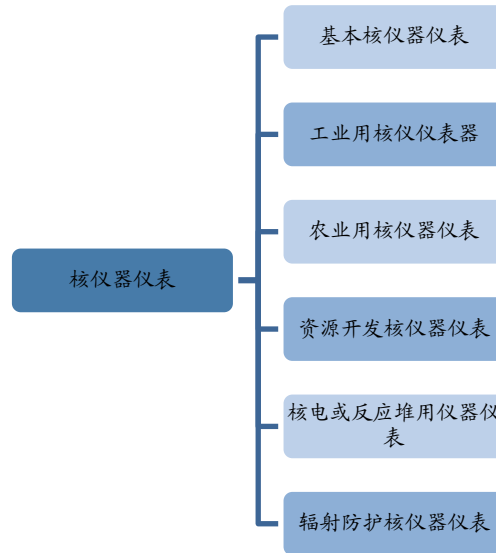 基本核仪器仪表
工业用核仪仪表器
农业用核仪器仪表
核仪器仪表
资源开发核仪器仪表
核电或反应堆用仪器仪
表
辐射防护核仪器仪表